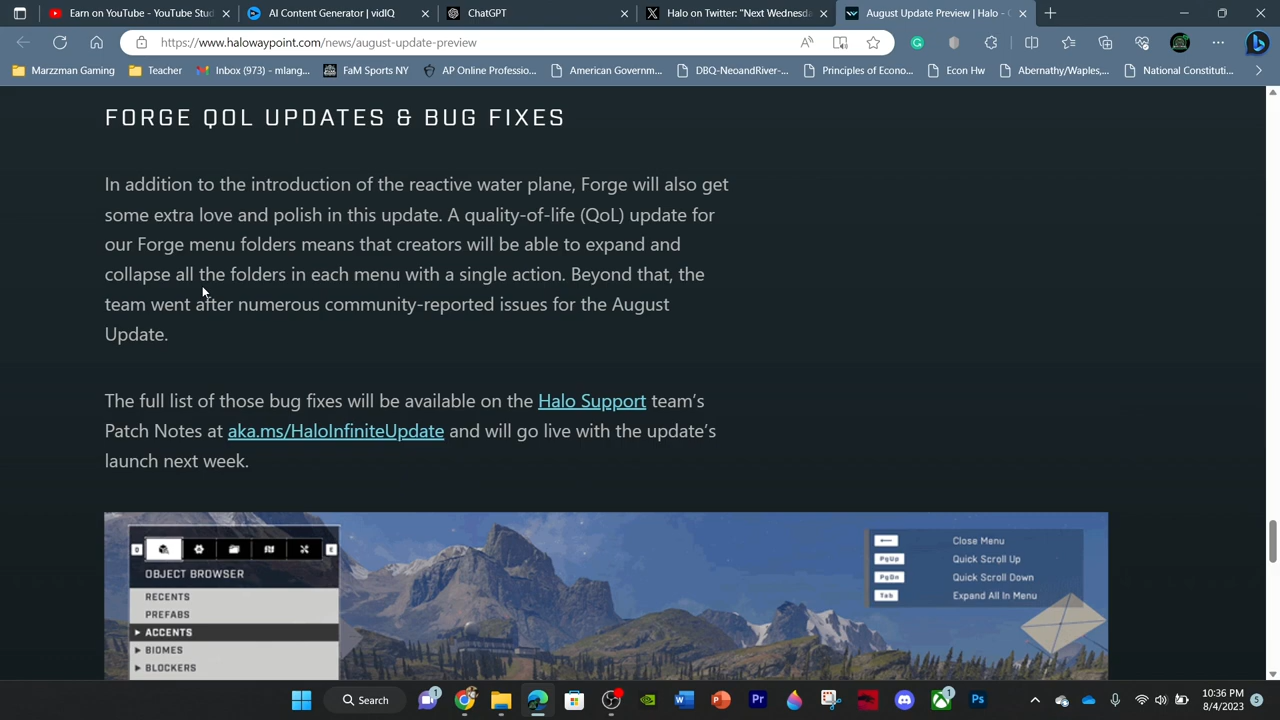 Earn on YouTube - YouTube Stud
AI Content Generator | vidIQ
ChatGPT
Halo on Twitter: "Next Wednesda
August Update Preview | Halo -
https://www.halowaypoint.com/news/august-update-preview
Marzzman Gaming
Teacher
Inbox (973) - mlang...
FaM Sports NY
AP Online Professio...
American Governm...
DBQ-NeoandRiver-...
Principles of Econo...
Econ Hw
Abernathy/Waples,...
National Constituti...
FORGE QOL UPDATES & BUG FIXES
In addition to the introduction of the reactive water plane, Forge will also get
some extra love and polish in this update. A quality-of-life (QoL) update for
our Forge menu folders means that creators will be able to expand and
collapse all the folders in each menu with a single action. Beyond that, the
team went after numerous community-reported issues for the August
Update.
The full list of those bug fixes will be available on the Halo Support team's
Patch Notes at aka.ms/HaloInfiniteUpdate and will go live with the update's
launch next week.
OBJECT BROWSER
RECENTS
PREFABS
ACCENTS
BIOMES
BLOCKERS
Close Menu
PgUp Quick Scroll Up
PgDn Quick Scroll Down
Tab Expand All In Menu
Search
10:36 PM
8/4/2023